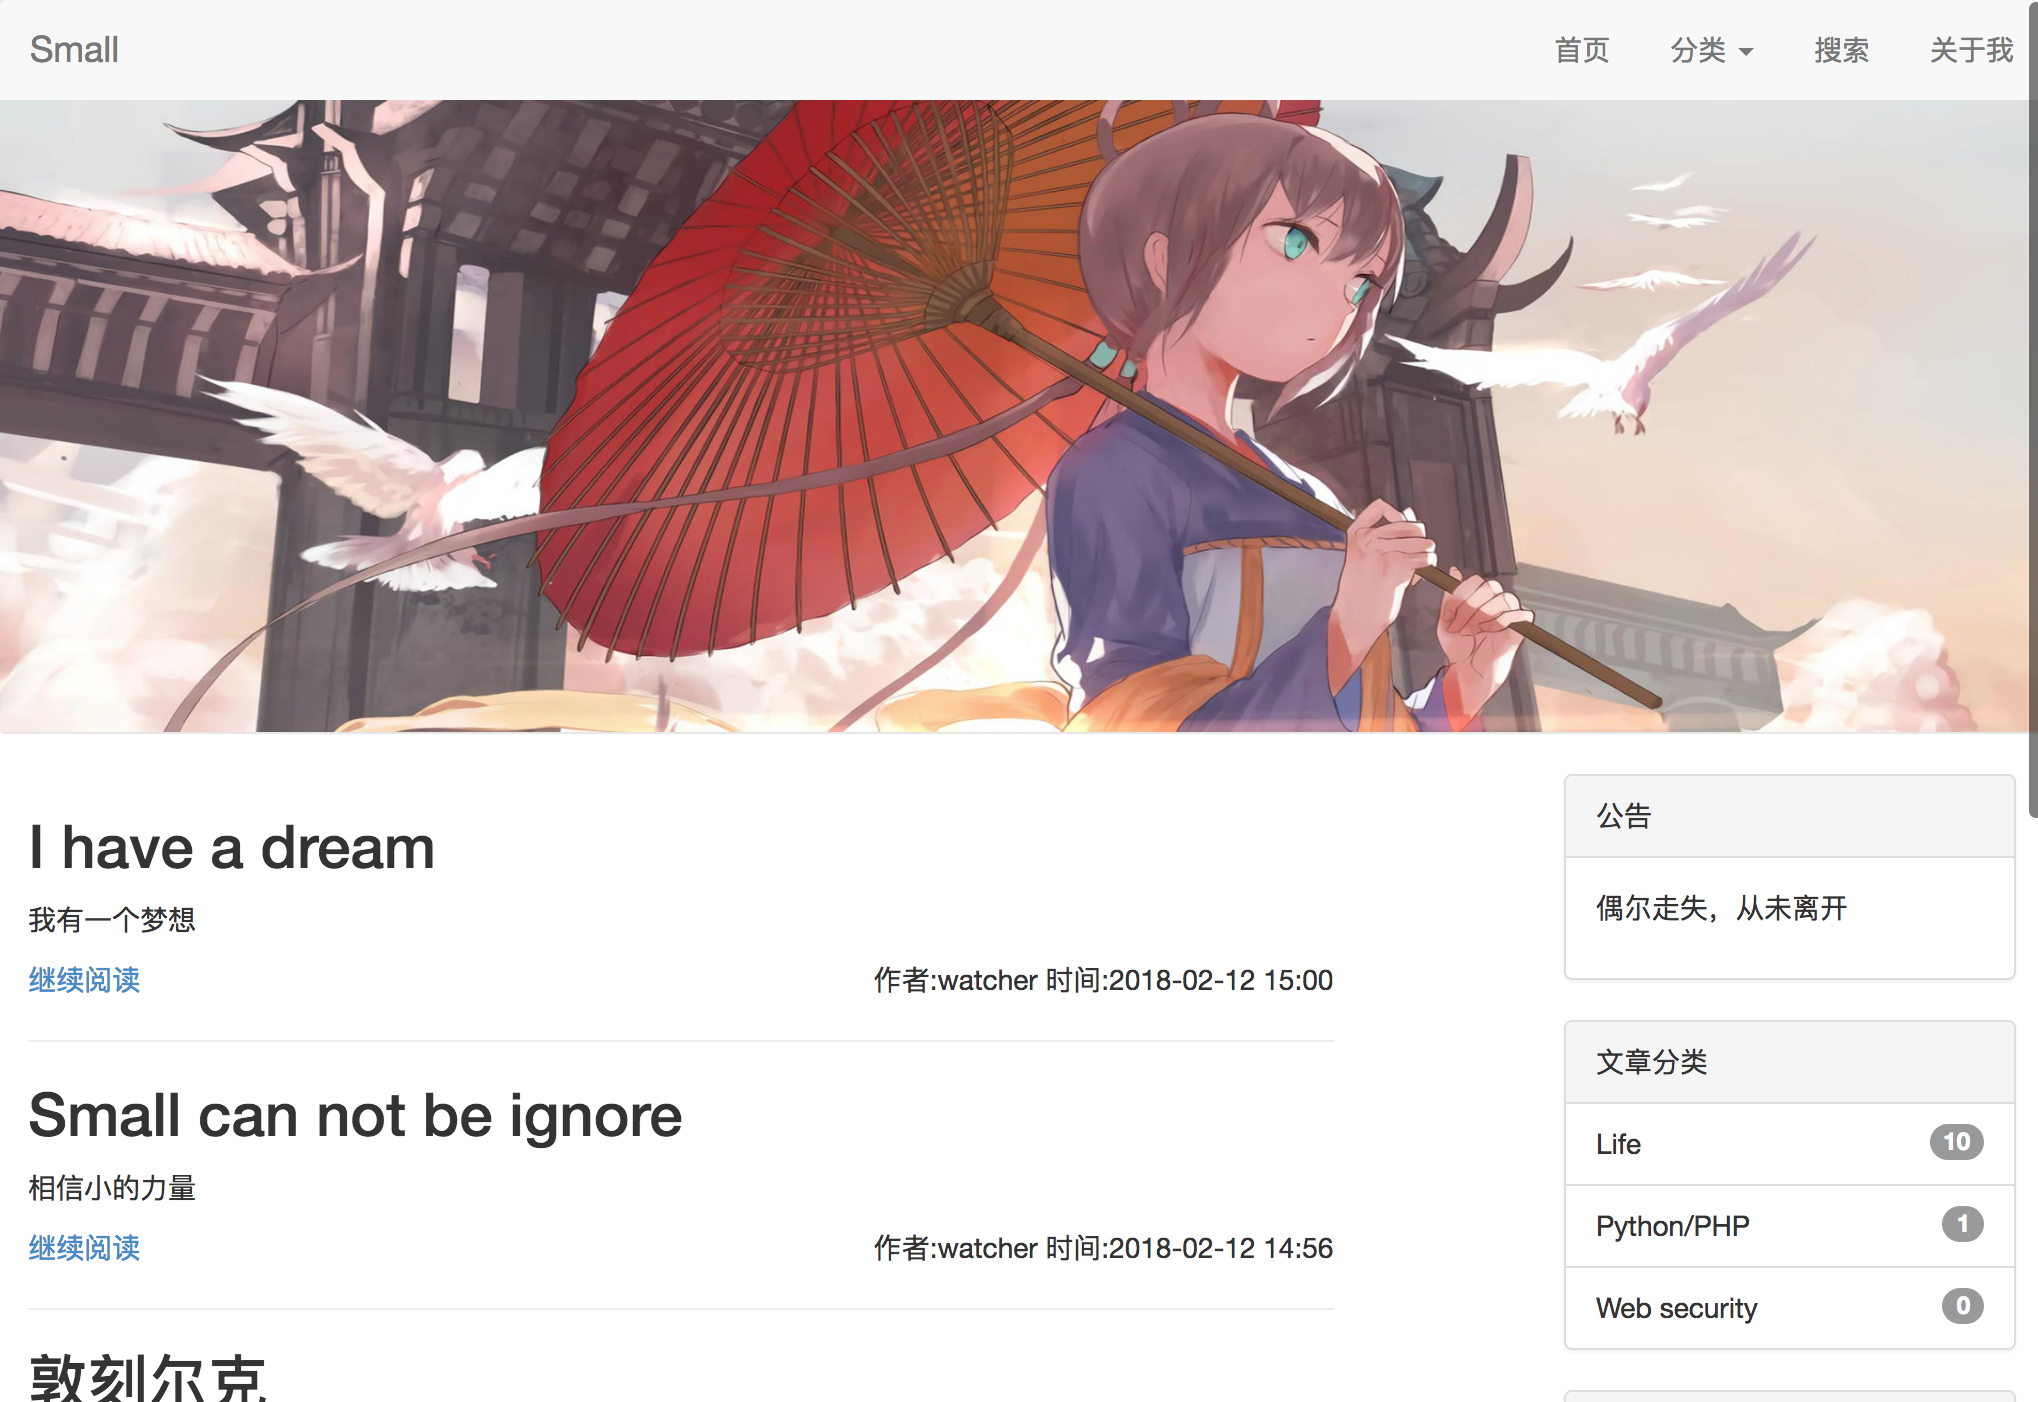 Small
首页 分类 搜索 关于我
I have a dream
我有一个梦想
继续阅读 作者:watcher 时间:2018-02-12 15:00
Small can not be ignore
相信小的力量
继续阅读 作者:watcher 时间:2018-02-12 14:56
敦刻尔克
公告
偶尔走失，从未离开
文章分类
Life 10
Python/PHP 1
Web security 0